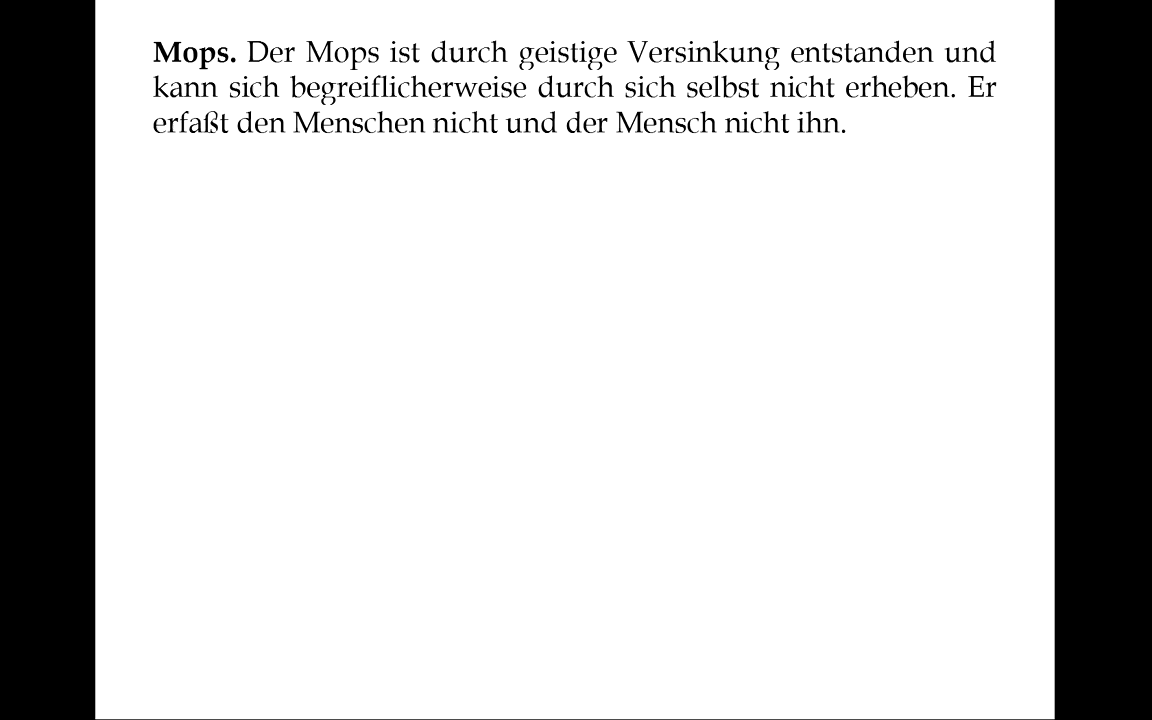 Mops. Der Mops ist durch geistige Versinkung entstanden und
kann sich begreiflicherweise durch sich selbst nicht erheben. Er
erfaßt den Menschen nicht und der Mensch nicht ihn.